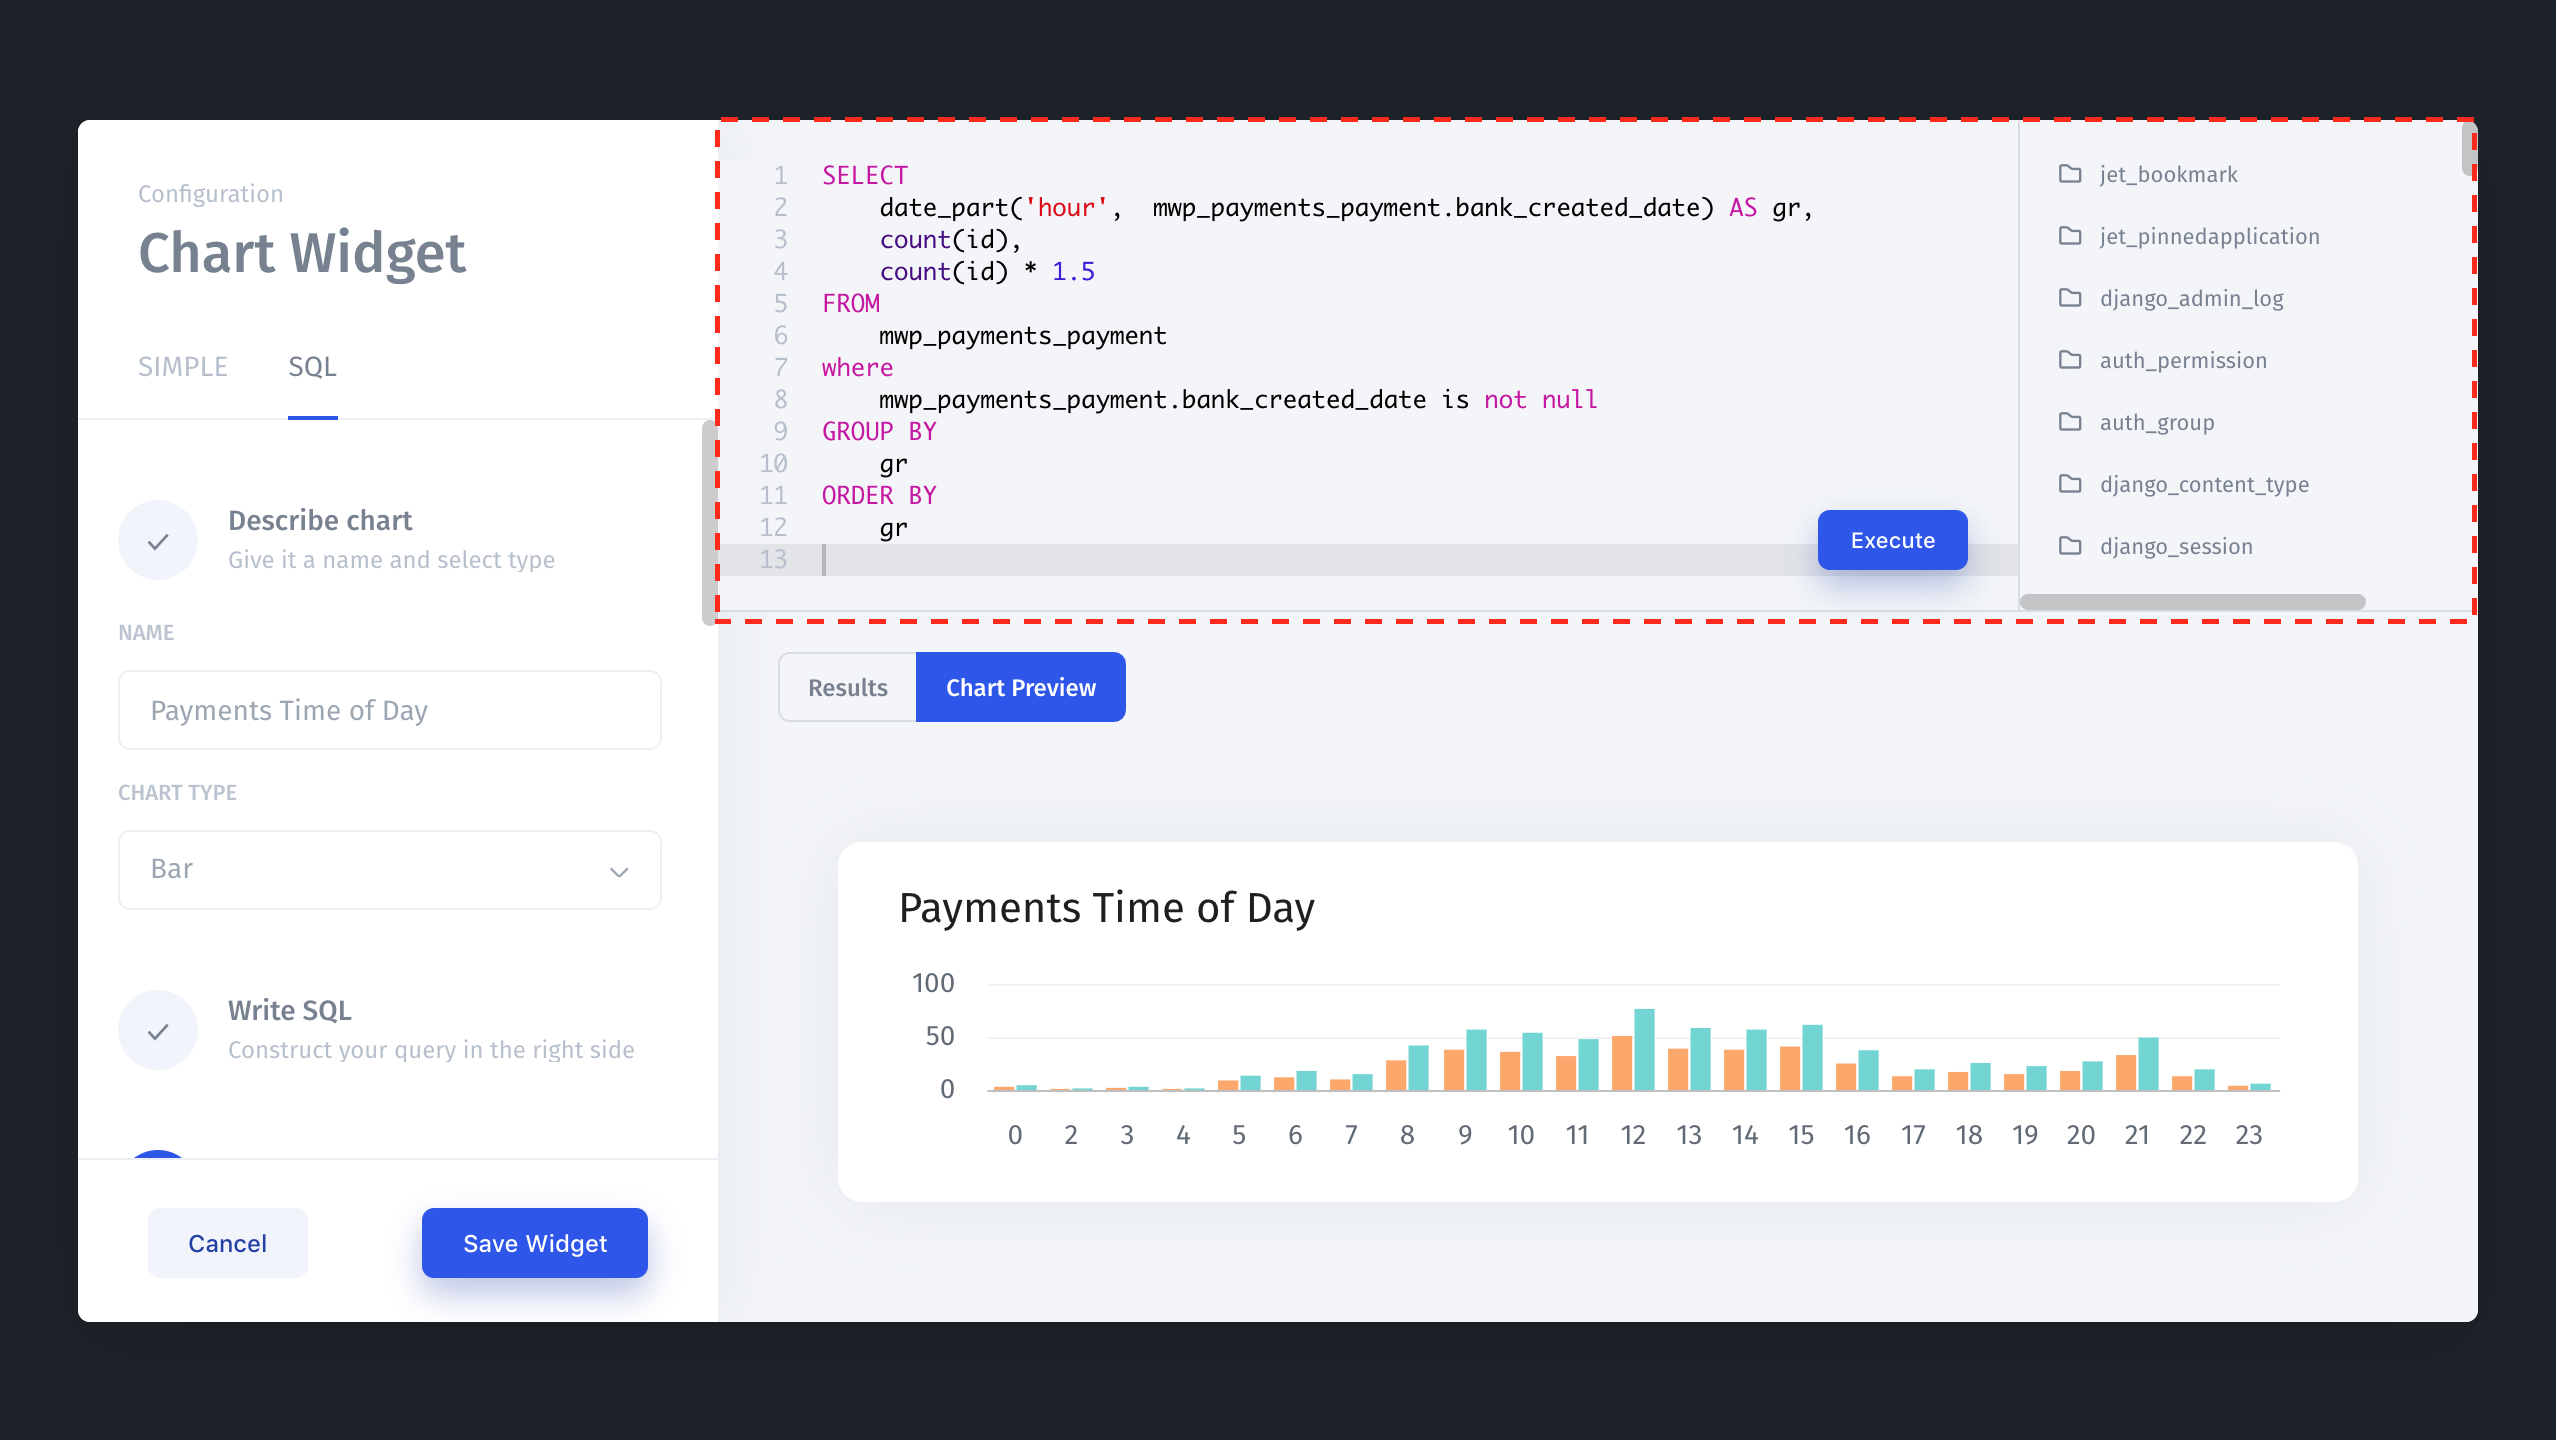 Configuration
Chart Widget
SIMPLE SQL
Describe chart
Give it a name and select type
NAME
Payments Time of Day
CHART TYPE
Bar
Write SQL
Construct your query in the right side
Cancel Save Widget
1 SELECT
2 date_part('hour', mwp_payments_payment.bank_created_date) AS gr,
3 count(id),
4 count(id) * 1.5
5 FROM
6 mwp_payments_payment
7 where
8 mwp_payments_payment.bank_created_date is not null
9 GROUP BY
10 gr
11 ORDER BY
12 gr
13
Execute
jet_bookmark
jet_pinnedapplication
django_admin_log
auth_permission
auth_group
django_content_type
django_session
Results Chart Preview
Payments Time of Day
100
50
0
0 2 3 4 5 6 7 8 9 10 11 12 13 14 15 16 17 18 19 20 21 22 23